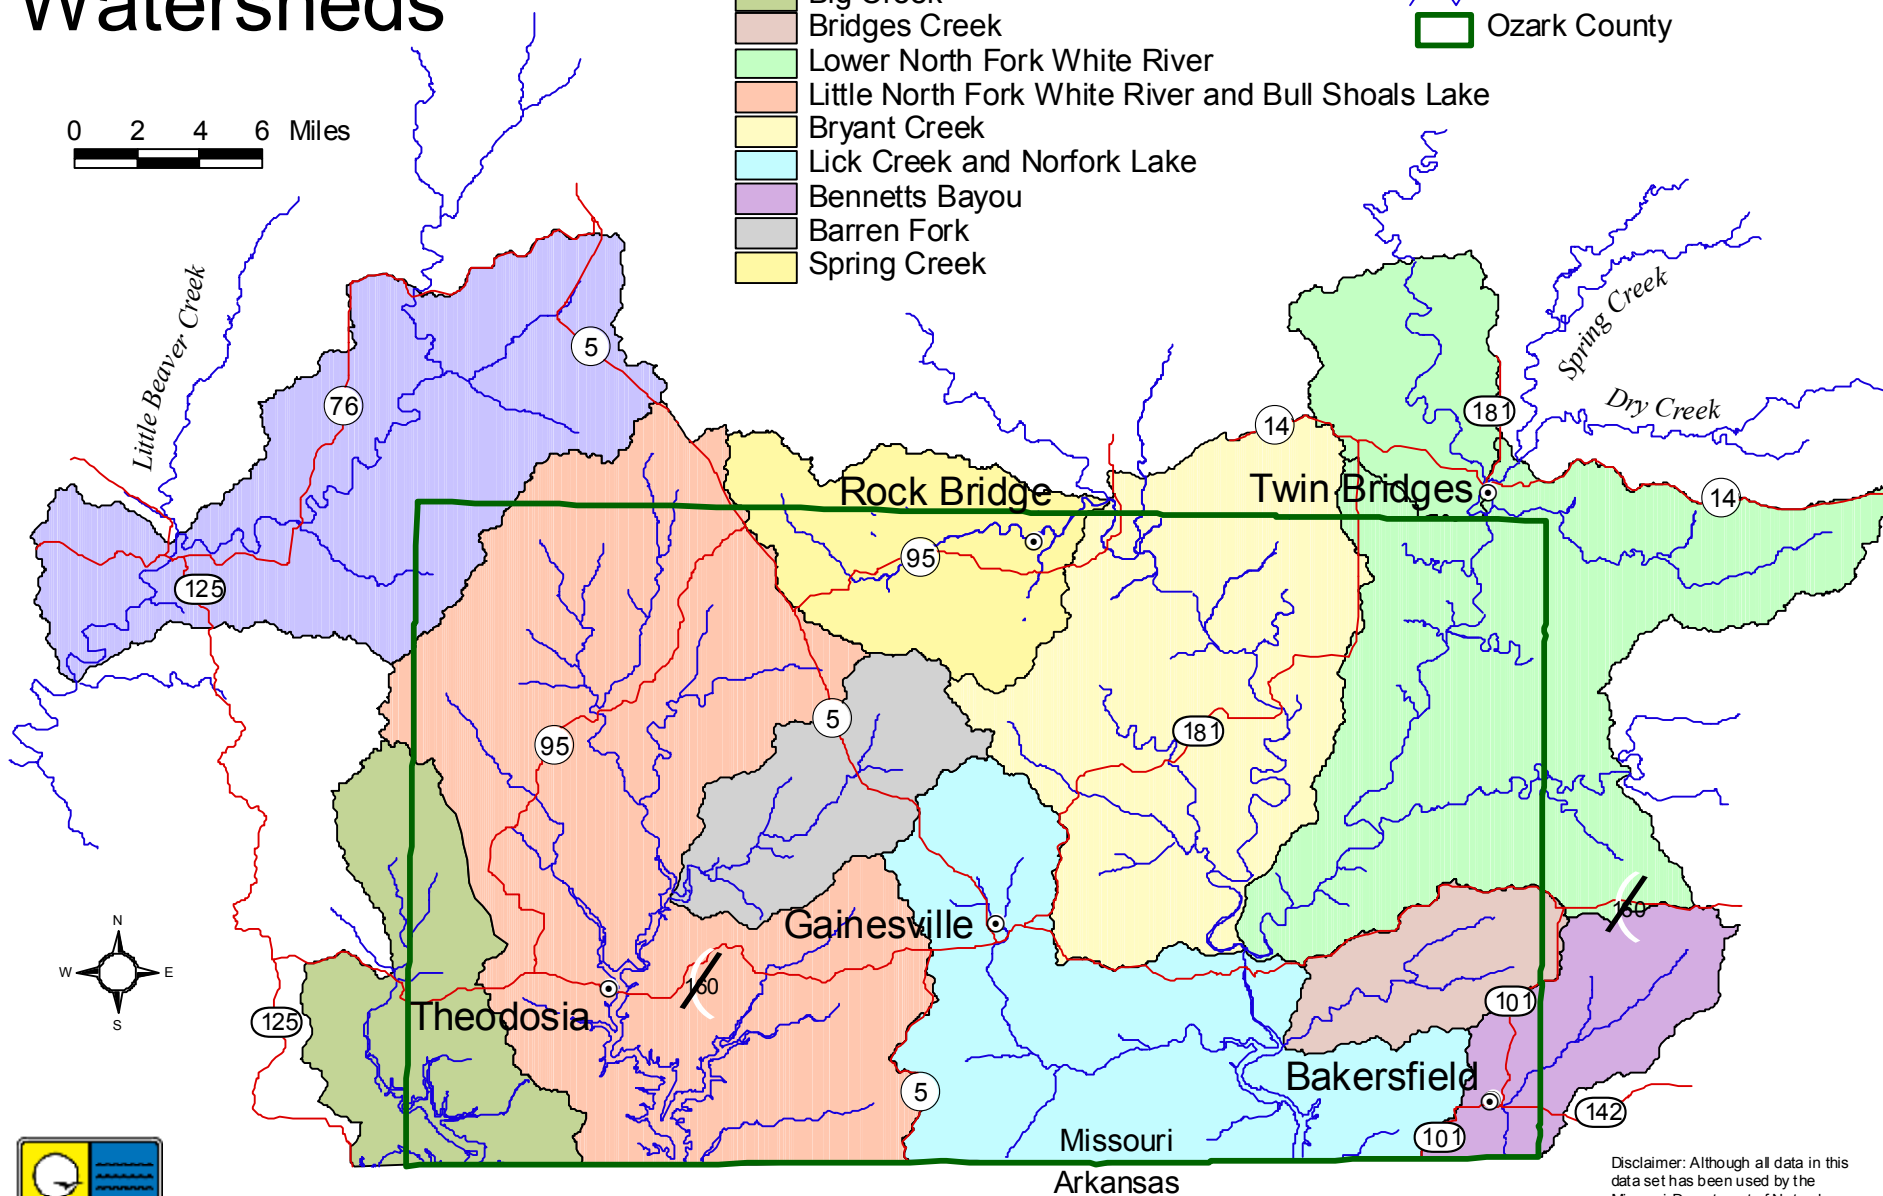 Watersheds
Big Creek
Bridges Creek
Lower North Fork White River
Little North Fork White River and Bull Shoals Lake
Bryant Creek
Lick Creek and Norfork Lake
Bennetts Bayou
Barren Fork
Spring Creek
Ozark County
0 2 4 6 Miles
Little Beaver Creek
Spring Creek
Dry Creek
5
76
181
14
Rock Bridge
Twin Bridges
14
95
125
5
181
95
Gainesville
160
N
W E
S
160
Theodosia
101
125
Bakersfield
5
142
101
Missouri
Arkansas
Disclaimer: Although all data in this
data set has been used by the